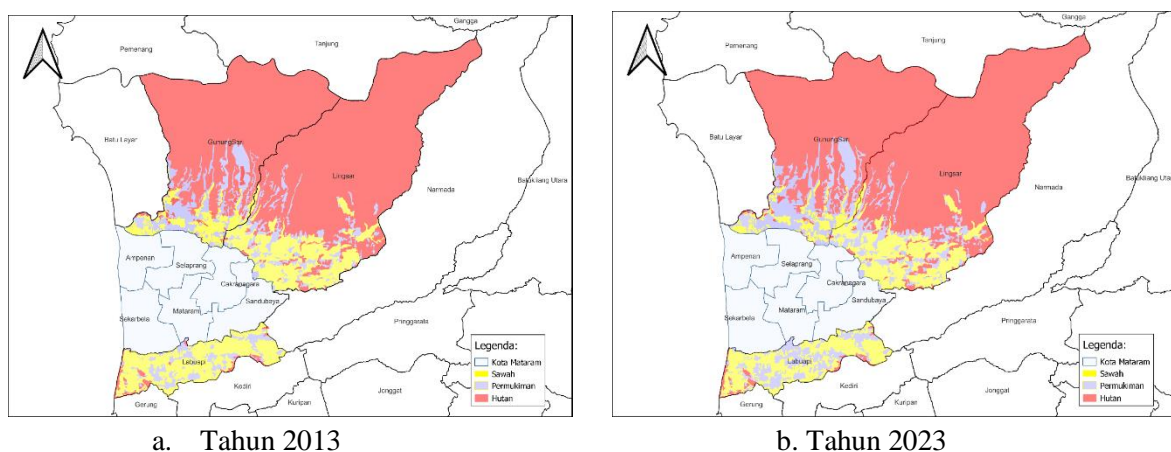 Gangga
Tanjung
Pemenang
Batu Layar
GunungSari
Lingsar
Narmada
Batukliang Utara
Ampenan
Selaprang
Cakranegara
Sandubaya
Sekarbela
Mataram
Pringgarata
Labuapi
Kediri
Gerung
Kuripan
Jonggat
Legenda:
Kota Mataram
Sawah
Permukiman
Hutan
Gangga
Tanjung
Pemenang
Batu Layar
GunungSari
Lingsar
Narmada
Batukliang Utara
Ampenan
Selaprang
Cakranegara
Sandubaya
Sekarbela
Mataram
Pringgarata
Labuapi
Kediri
Gerung
Kuripan
Jonggat
Legenda:
Kota Mataram
Sawah
Permukiman
Hutan
a. Tahun 2013
b. Tahun 2023